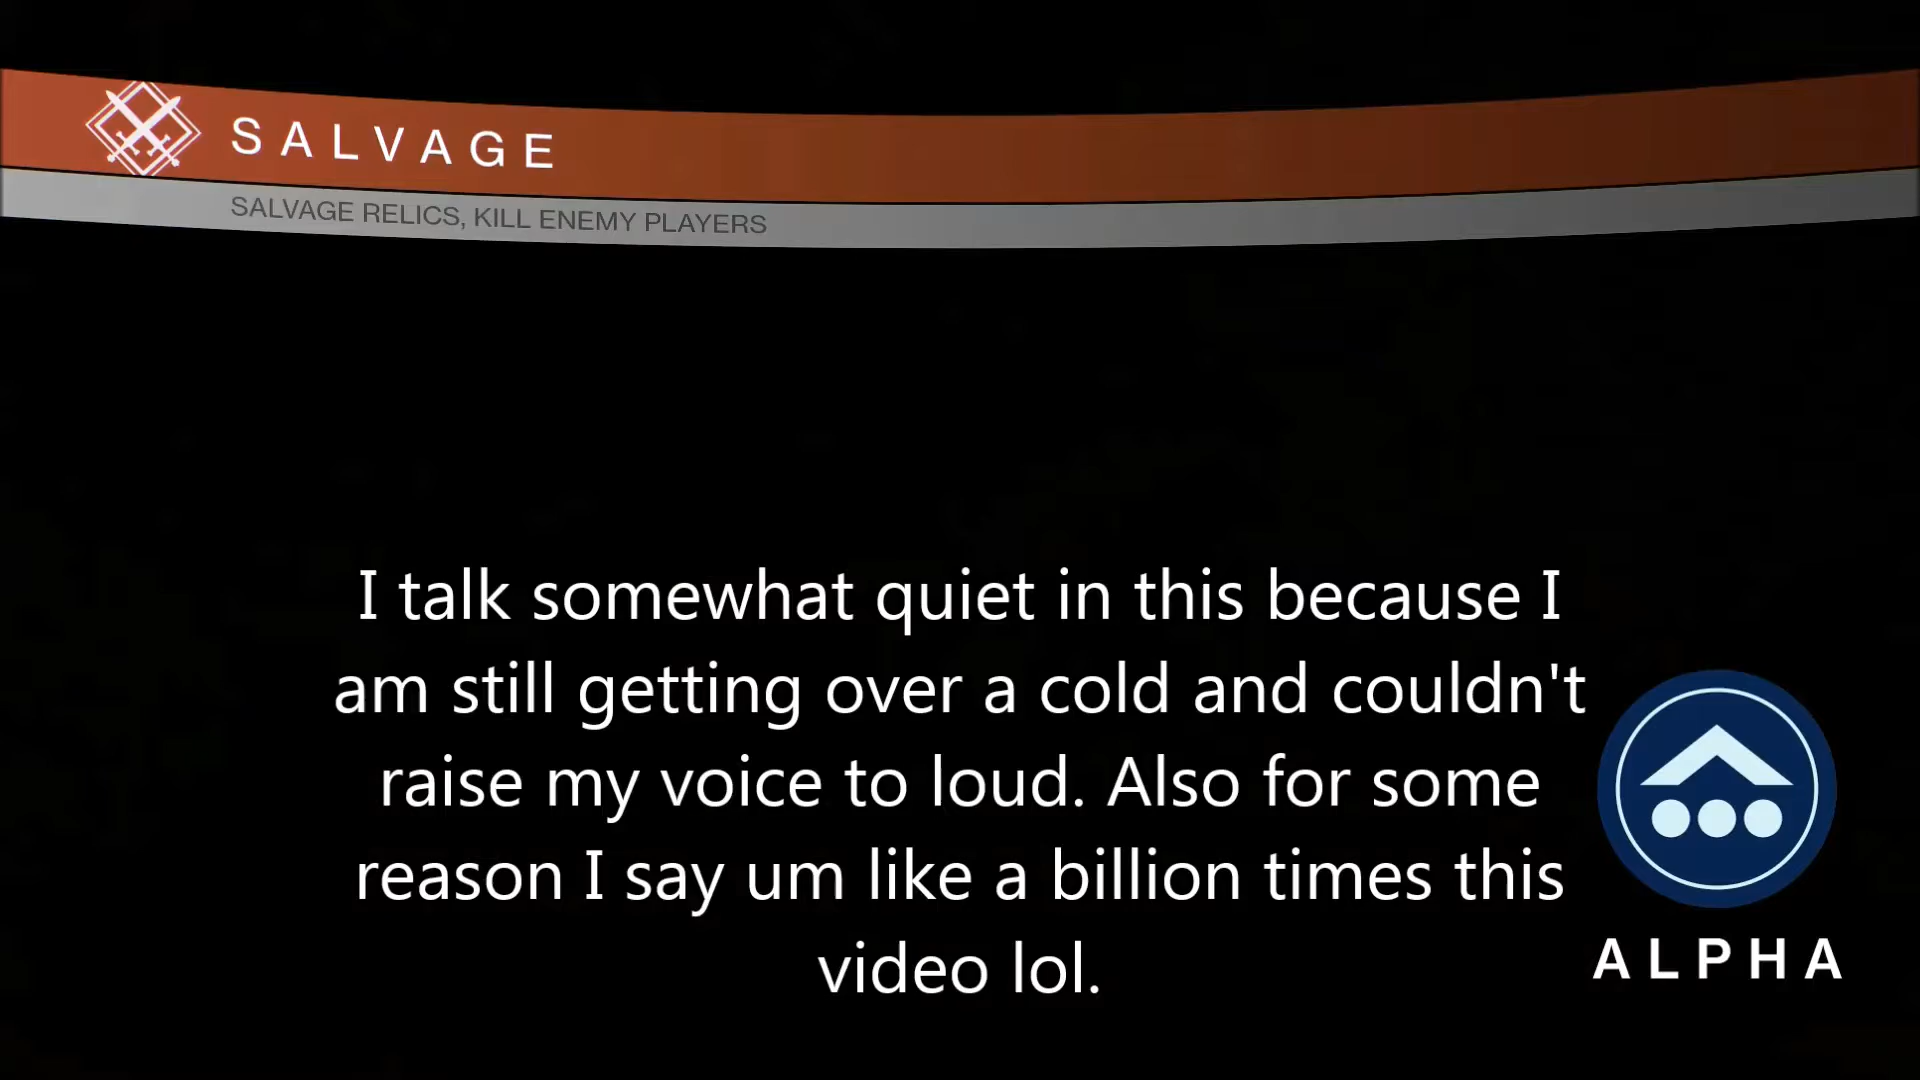 SALVAGE
SALVAGE RELICS, KILL ENEMY PLAYERS
I talk somewhat quiet in this because I
am still getting over a cold and couldn't
raise my voice to loud. Also for some
reason I say um like a billion times this
video lol.
ALPHA